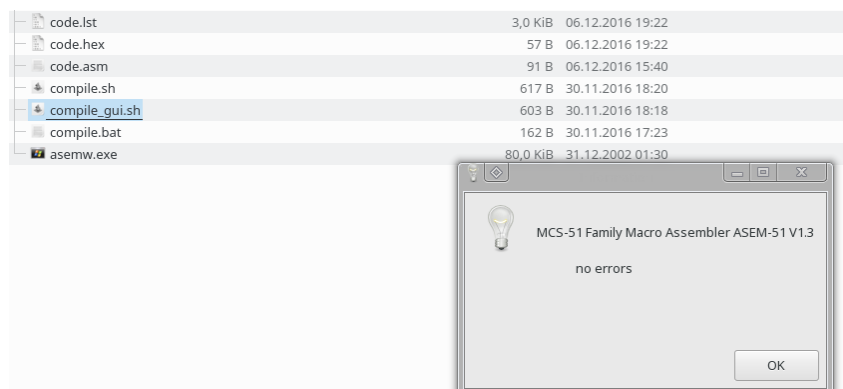 code.lst 3,0 KiB 06.12.2016 19:22
code.hex 57 B 06.12.2016 19:22
code.asm 91 B 06.12.2016 15:40
compile.sh 617 B 30.11.2016 18:20
compile_gui.sh 603 B 30.11.2016 18:18
compile.bat 162 B 30.11.2016 17:23
asemw.exe 80,0 KiB 31.12.2002 01:30
MCS-51 Family Macro Assembler ASEM-51 V1.3
no errors
OK